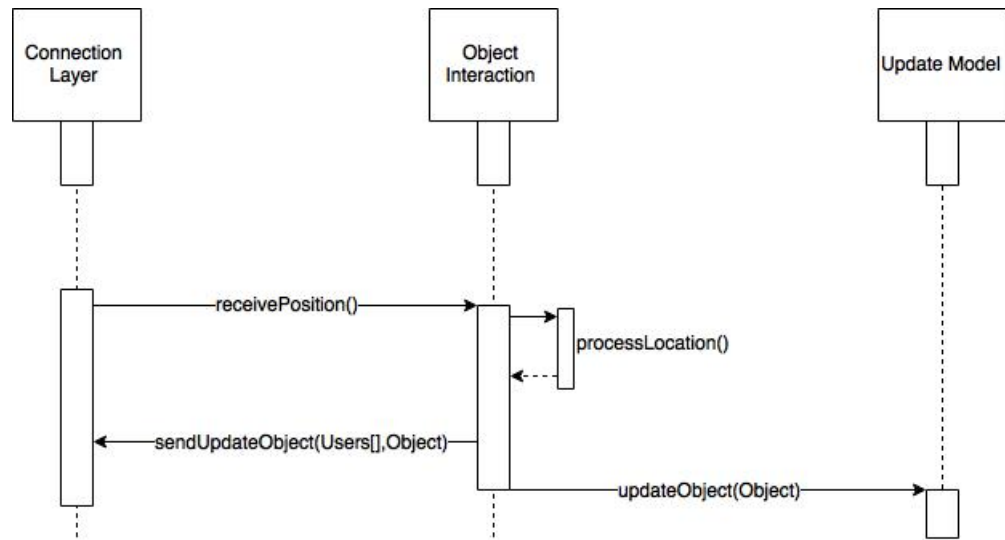 Connection
Layer
Object
Interaction
Update Model
receivePosition()
processLocation()
sendUpdateObject(Users[],Object)
updateObject(Object)